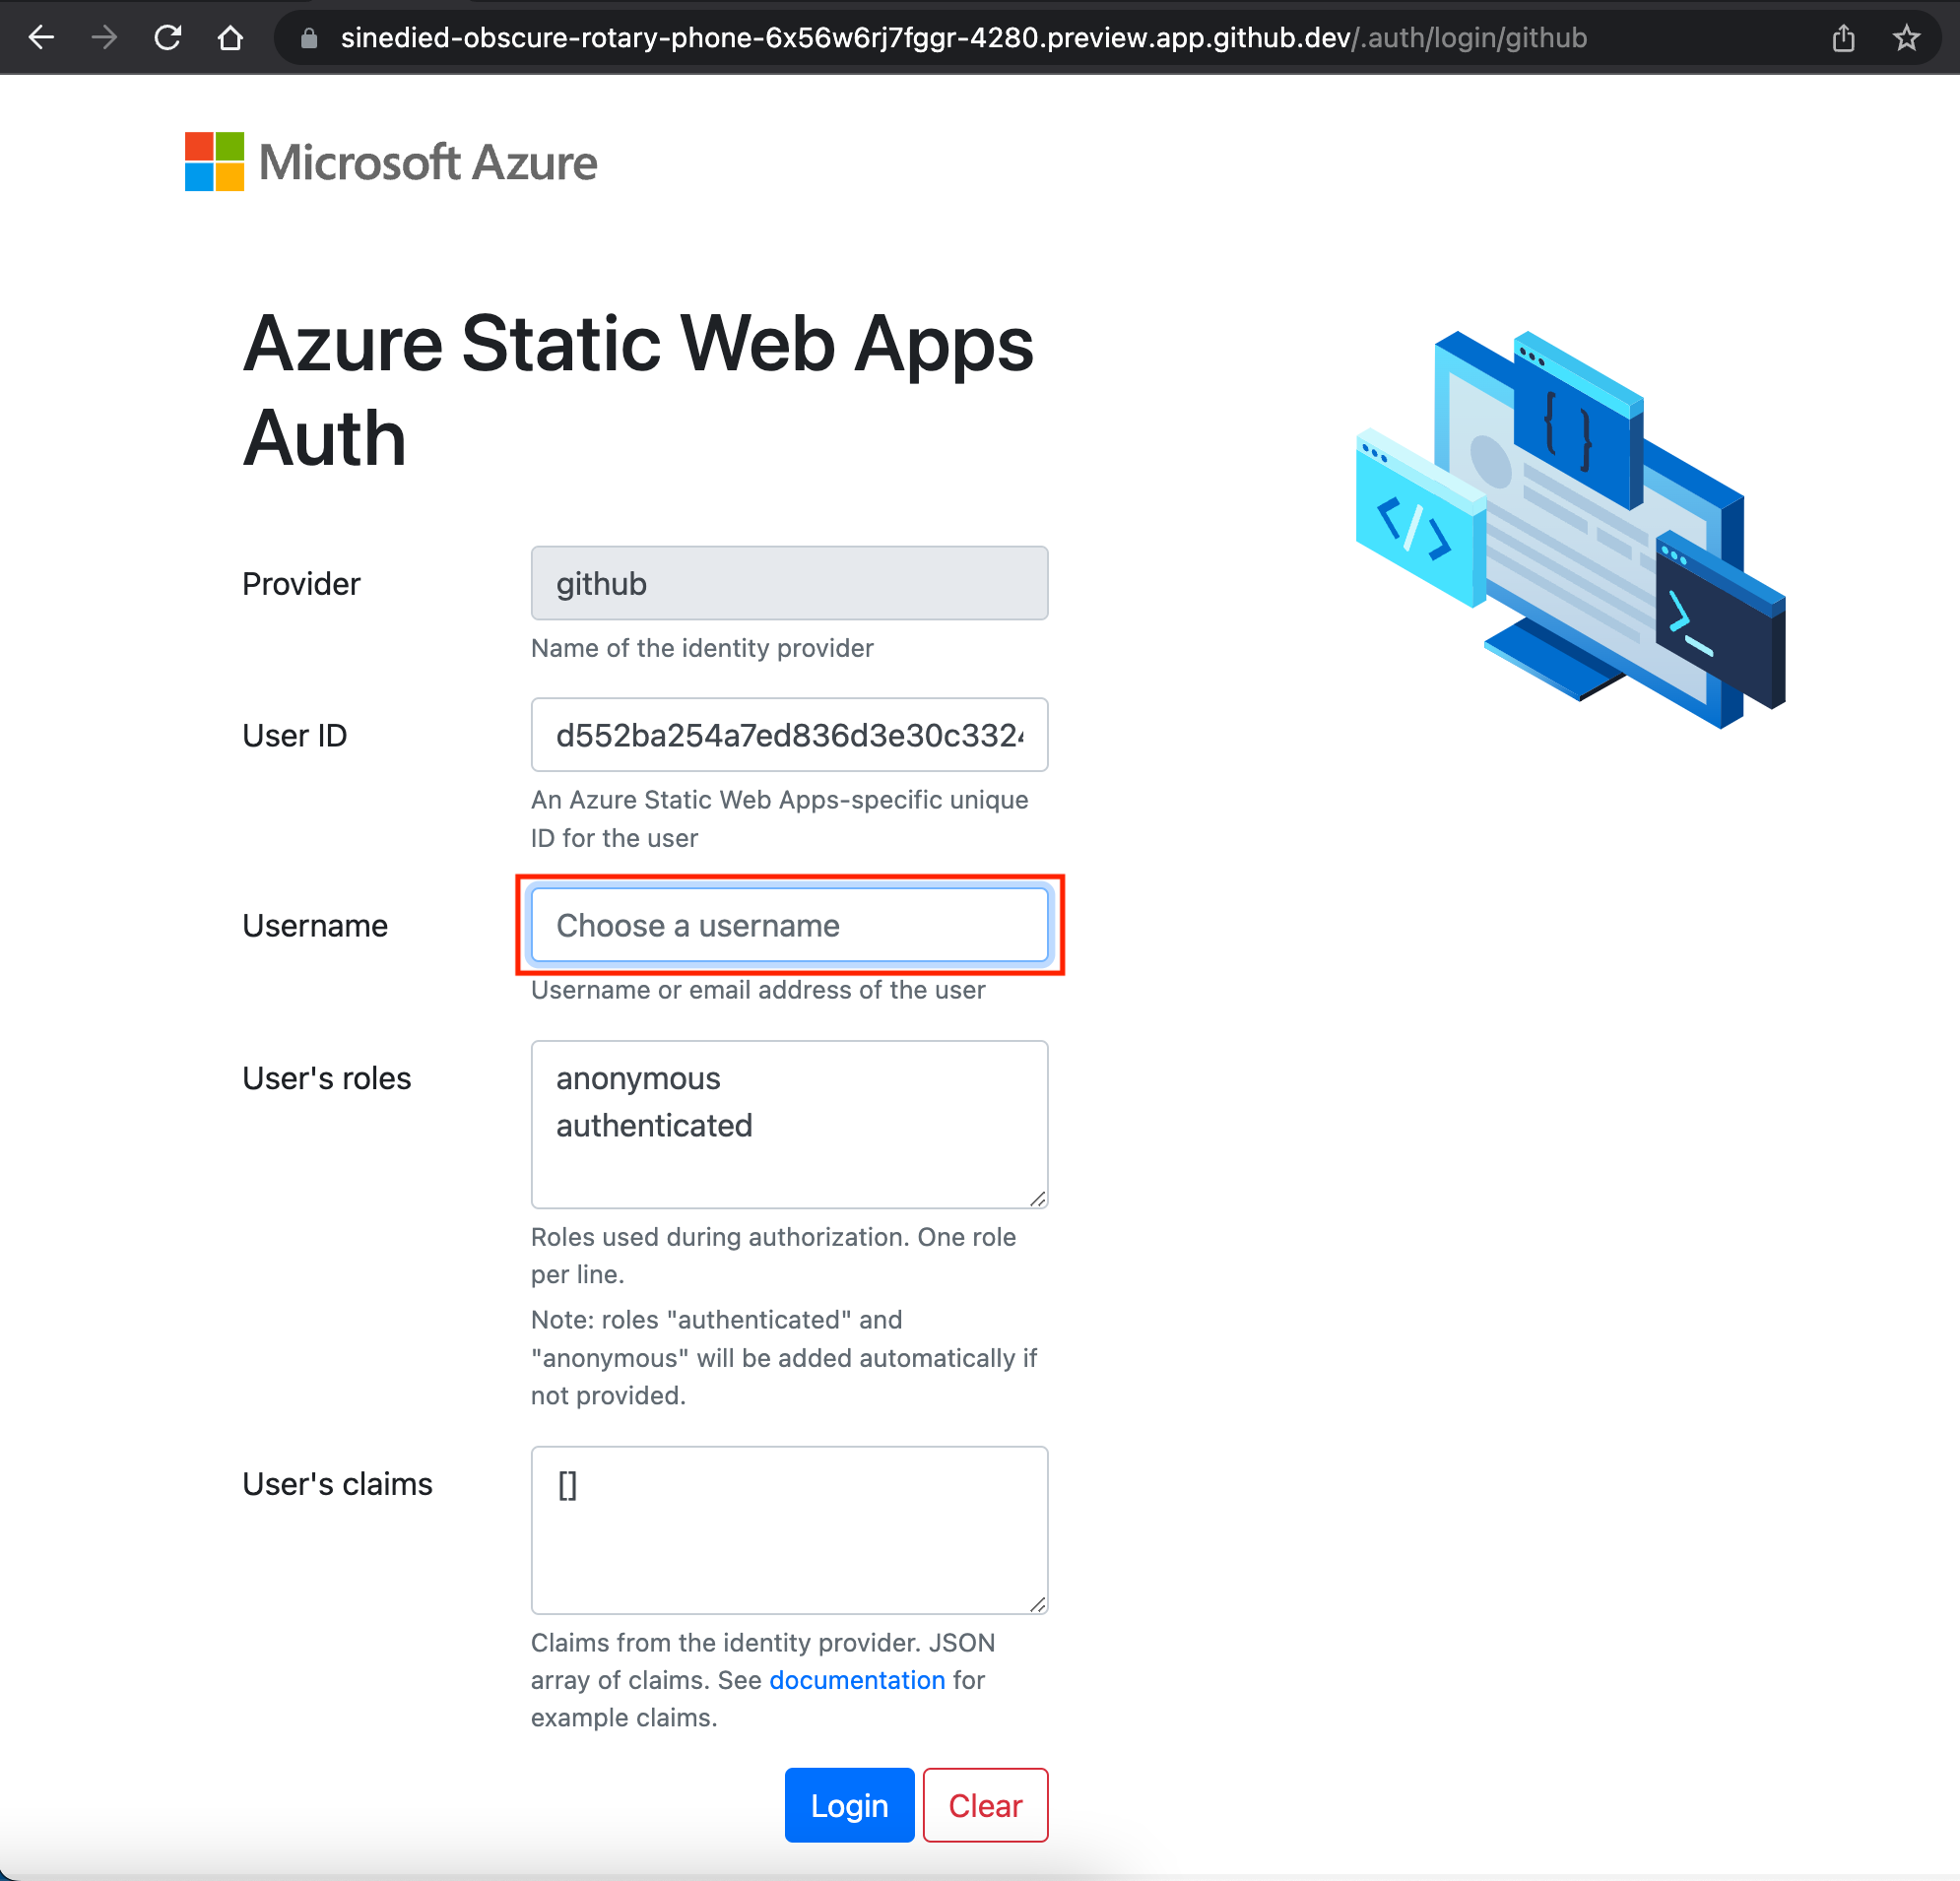 sinedied-obscure-rotary-phone-6x56w6rj7fggr-4280.preview.app.github.dev/.auth/login/github
Microsoft Azure
Azure Static Web Apps
Auth
Provider
github
Name of the identity provider
User ID
d552ba254a7ed836d3e30c332
An Azure Static Web Apps-specific unique
ID for the user
Username
Choose a username
Username or email address of the user
User's roles
anonymous
authenticated
Roles used during authorization. One role
per line.
Note: roles "authenticated" and
"anonymous" will be added automatically if
not provided.
User's claims
[]
Claims from the identity provider. JSON
array of claims. See documentation for
example claims.
Login
Clear
{ }
</>
>_